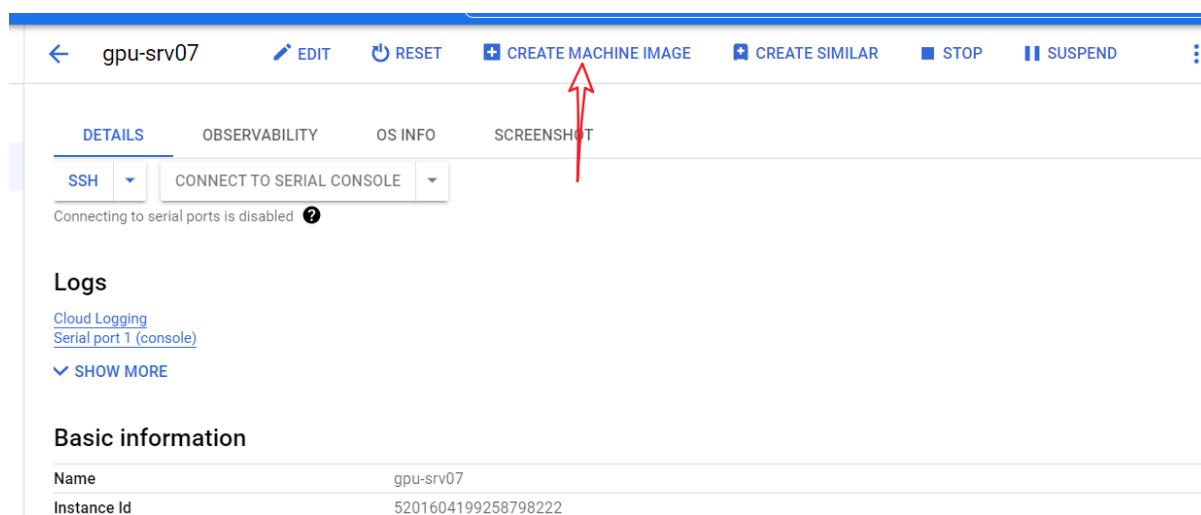 gpu-srv07 EDIT RESET CREATE MACHINE IMAGE CREATE SIMILAR STOP SUSPEND
DETAILS OBSERVABILITY OS INFO SCREENSHOT
SSH CONNECT TO SERIAL CONSOLE
Connecting to serial ports is disabled ?
Logs
Cloud Logging
Serial port 1 (console)
SHOW MORE
Basic information
Name gpu-srv07
Instance Id 5201604199258798222